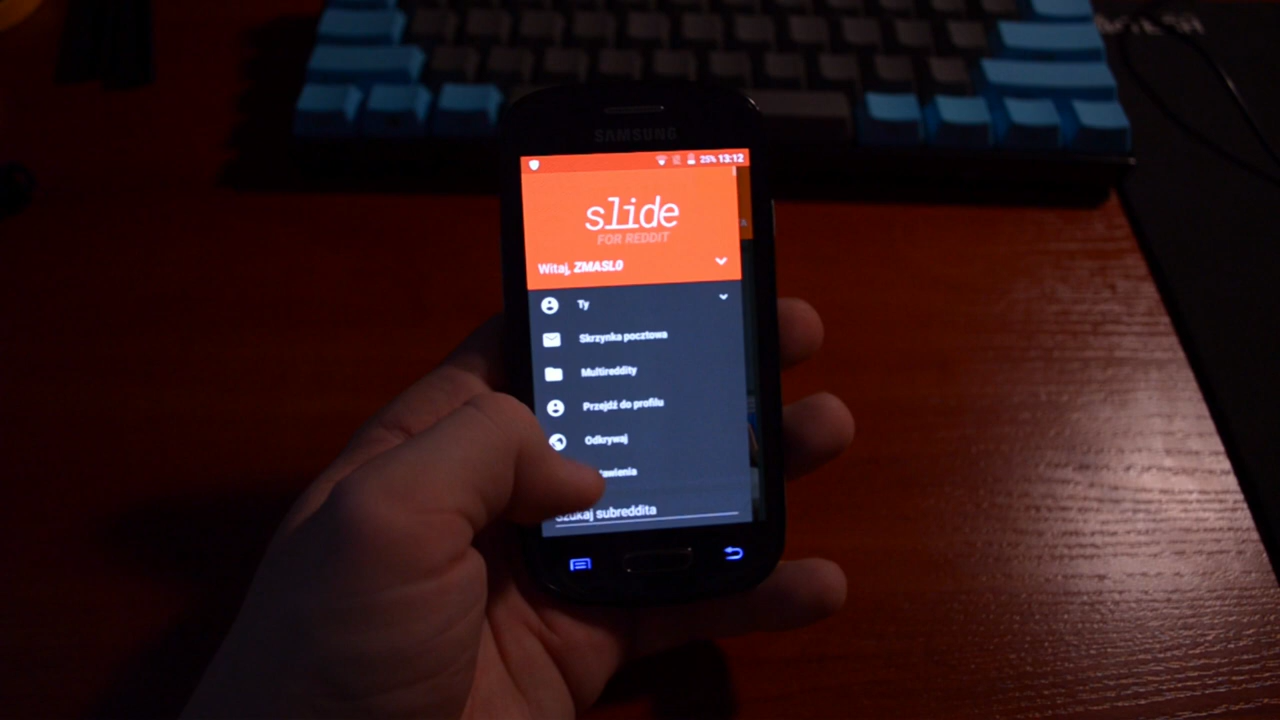 SAMSUNG
25% 13:12
slide
FOR REDDIT
Witaj, ZMASL0
Ty
Skrzynka pocztowa
Multireddity
Przejdź do profilu
Odkrywaj
Szukaj subreddita